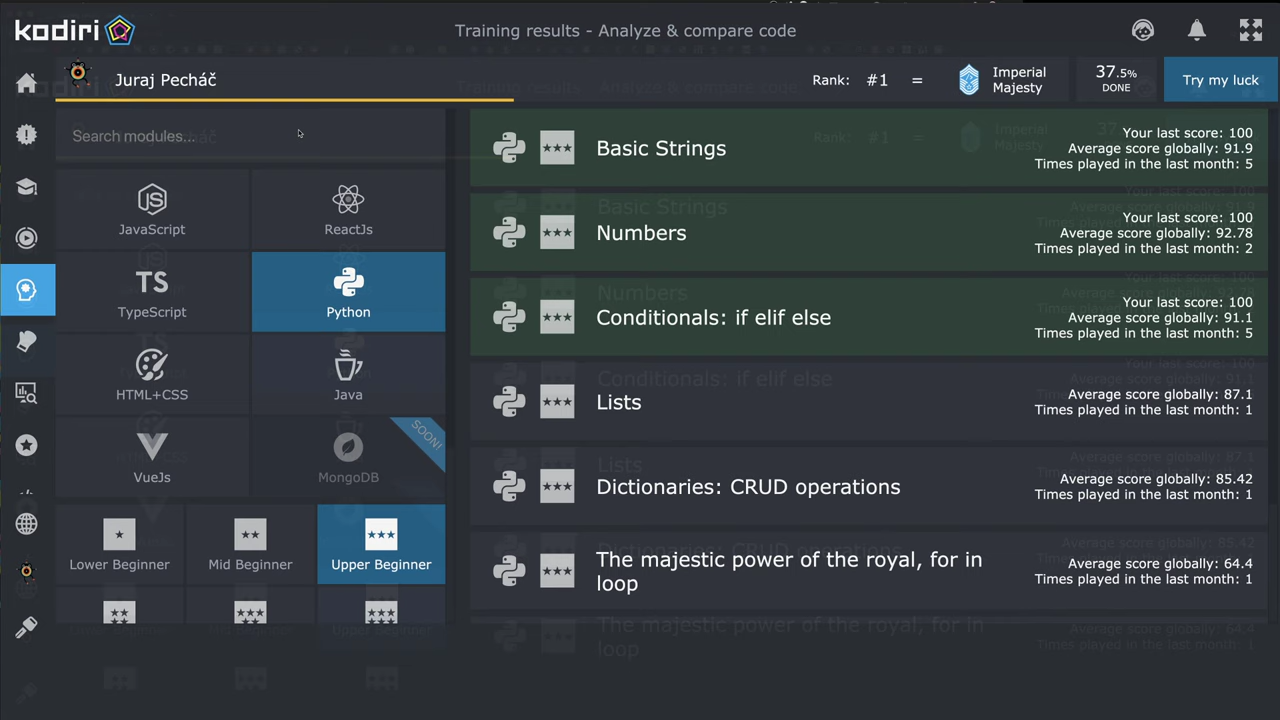 kodiri
Training results - Analyze & compare code
Juraj Pecháč
Rank: #1 =
Imperial
Majesty
37.5%
DONE
Try my luck
Search modules...
JavaScript
ReactJs
TypeScript
TS
Python
HTML+CSS
Java
VueJs
MongoDB
SOON!
Lower Beginner
Mid Beginner
Upper Beginner
Basic Strings
Your last score: 100
Average score globally: 91.9
Times played in the last month: 5
Numbers
Your last score: 100
Average score globally: 92.78
Times played in the last month: 2
Conditionals: if elif else
Your last score: 100
Average score globally: 91.1
Times played in the last month: 5
Lists
Average score globally: 87.1
Times played in the last month: 1
Dictionaries: CRUD operations
Average score globally: 85.42
Times played in the last month: 1
The majestic power of the royal, for in
loop
Average score globally: 64.4
Times played in the last month: 1